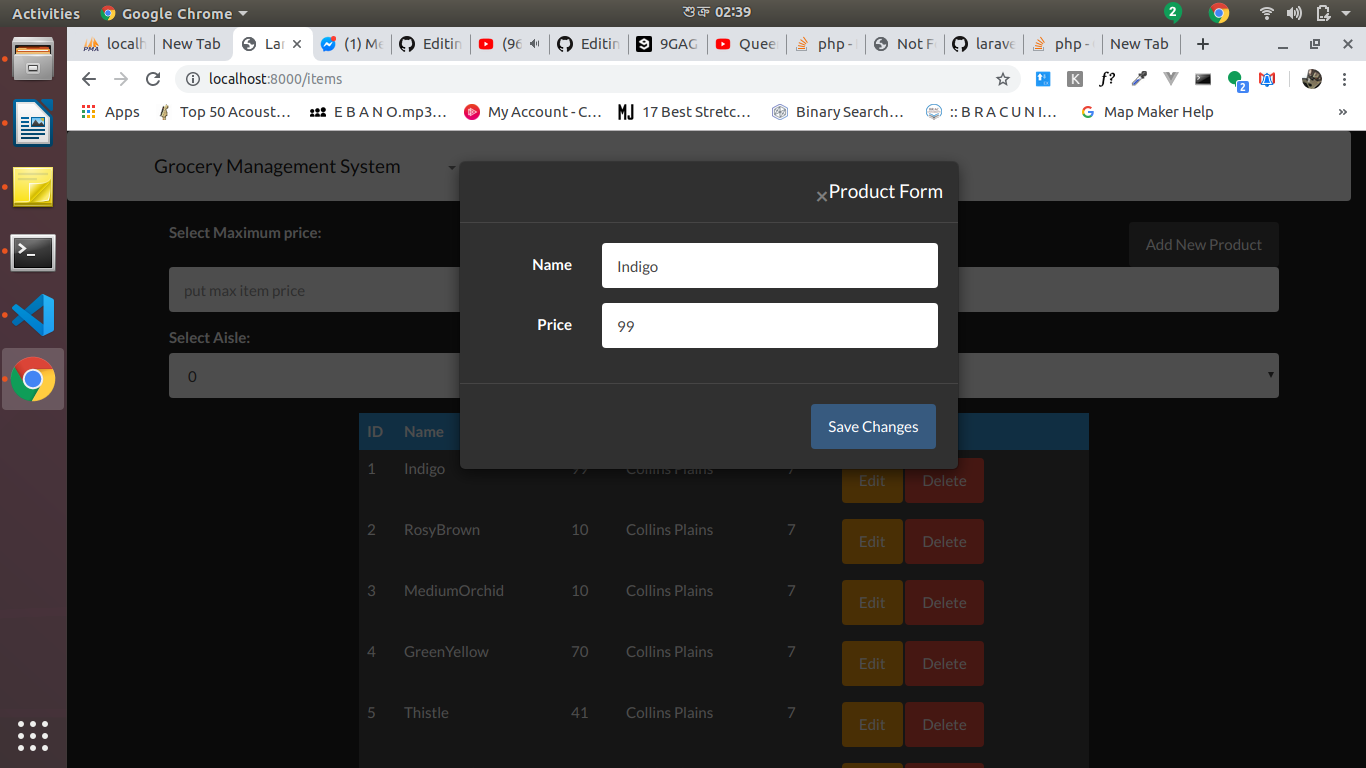 Activities Google Chrome শুক্র 02:39 2
localh New Tab Lar (1) Me Editin (96 Editin 9GAG Quee php - Not F larave php - New Tab
localhost:8000/items f? 2
Apps Top 50 Acoust... E B A N O.mp3... My Account - C... 17 Best Stretc... Binary Search... :: B R A C U N I... Map Maker Help »
Grocery Management System
×Product Form
Select Maximum price:
Add New Product
put max item price
Name Indigo
Price 99
Select Aisle:
0
Save Changes
ID Name
1 Indigo 99 Collins Plains 7 Edit Delete
2 RosyBrown 10 Collins Plains 7 Edit Delete
3 MediumOrchid 10 Collins Plains 7 Edit Delete
4 GreenYellow 70 Collins Plains 7 Edit Delete
5 Thistle 41 Collins Plains 7 Edit Delete